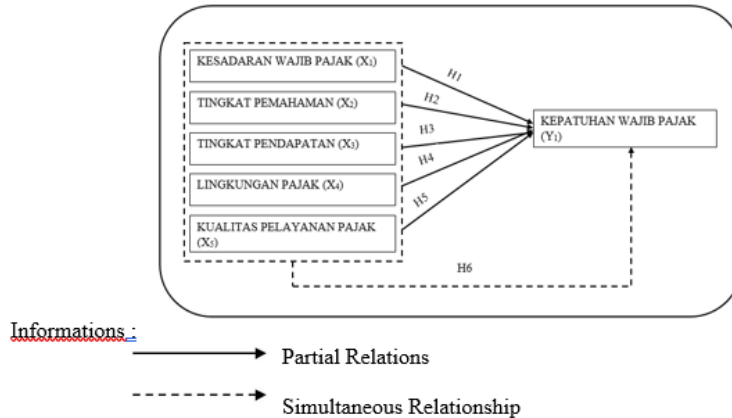 KESADARAN WAJIB PAJAK (X1)
TINGKAT PEMAHAMAN (X2)
TINGKAT PENDAPATAN (X3)
LINGKUNGAN PAJAK (X4)
KUALITAS PELAYANAN PAJAK
(X5)
H1
H2
H3
H4
H5
KEPATUHAN WAJIB PAJAK
(Y1)
H6
Informations :
Partial Relations
Simultaneous Relationship